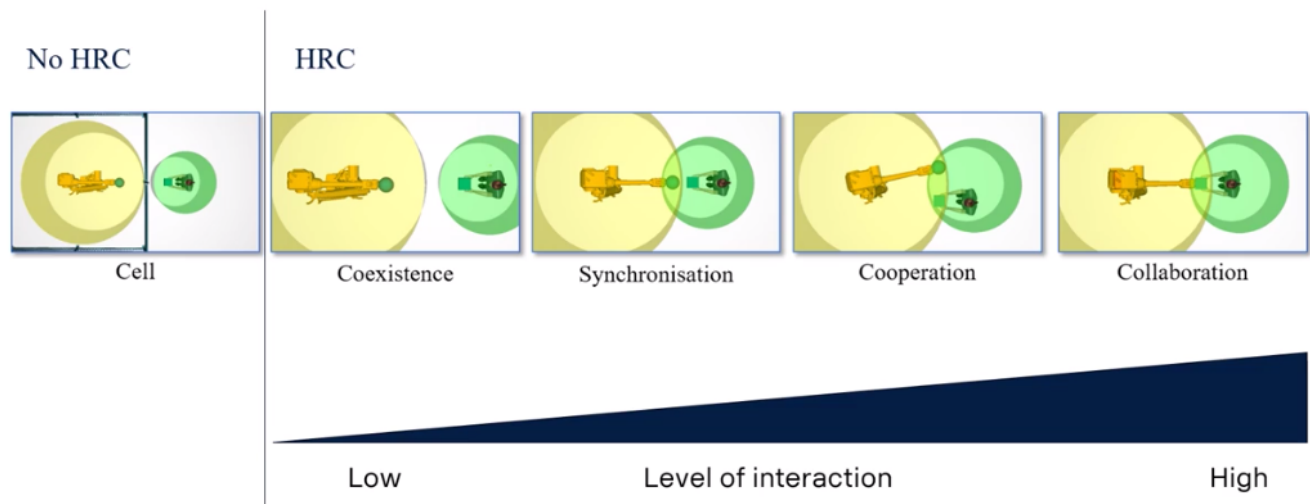 No HRC
HRC
Cell
Coexistence
Synchronisation
Cooperation
Collaboration
Low
Level of interaction
High